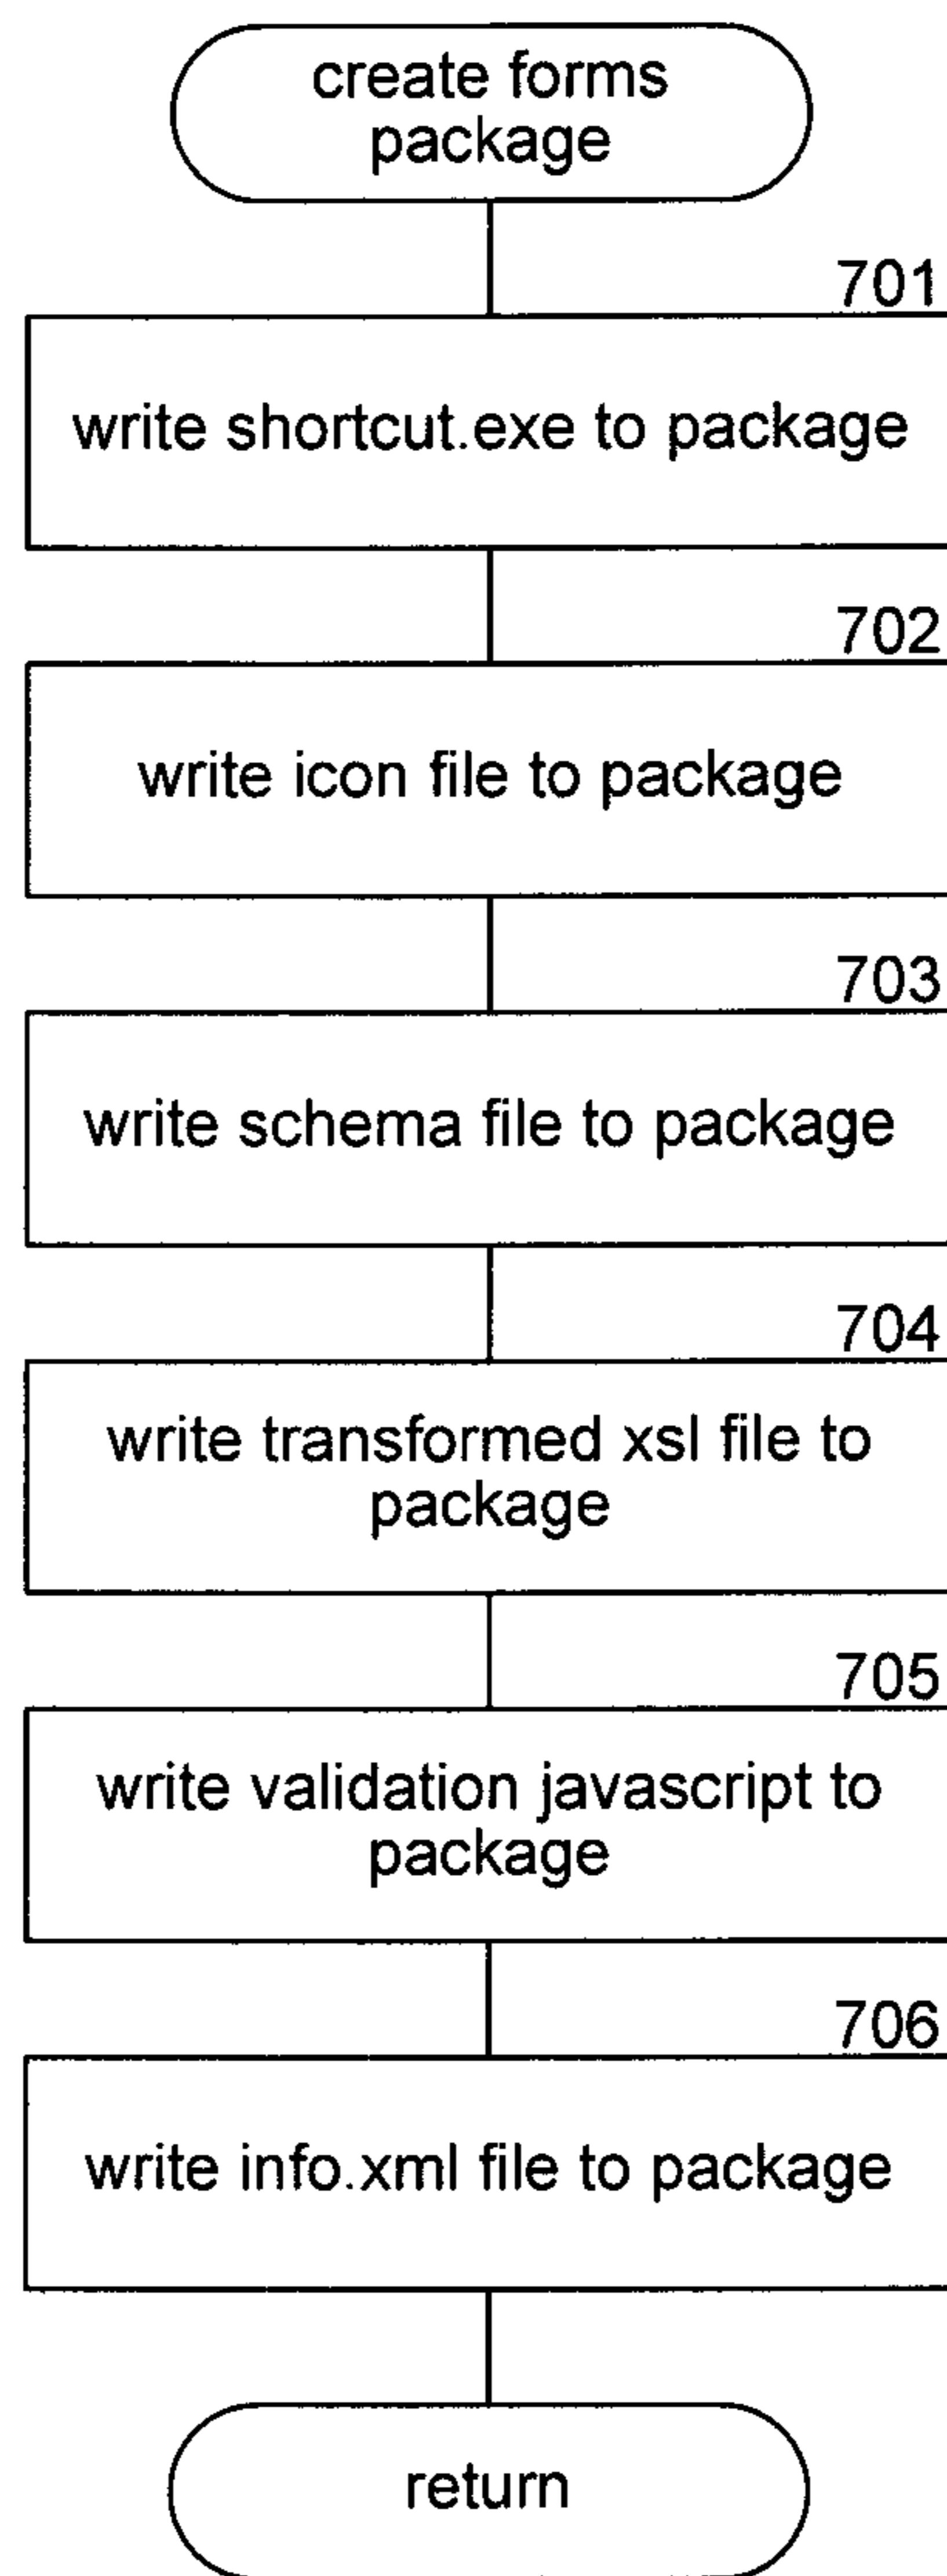 create forms
package
701
write shortcut.exe to package
702
write icon file to package
703
write schema file to package
704
write transformed xsl file to
package
705
write validation javascript to
package
706
write info.xml file to package
return